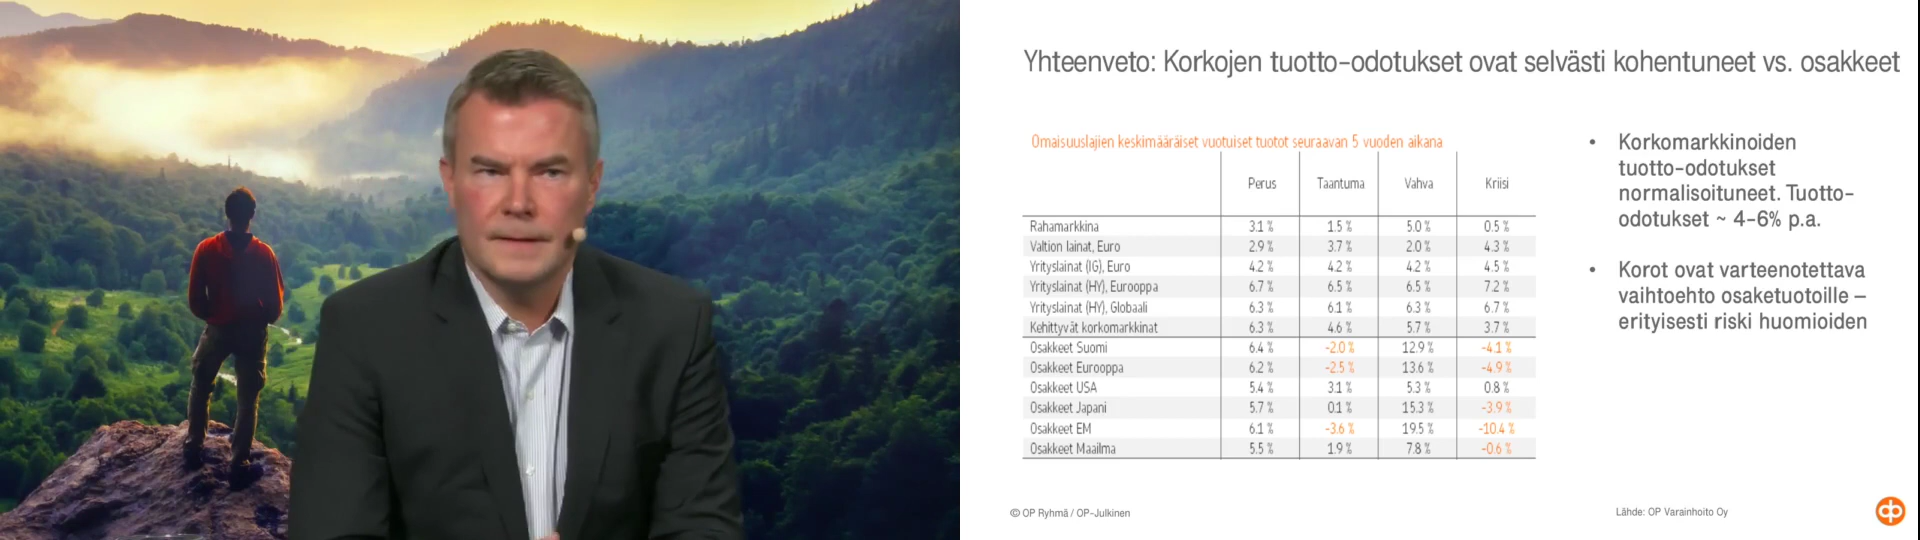 Yhteenveto: Korkojen tuotto-odotukset ovat selvästi kohentuneet vs. osakkeet
Omaisuuslajien keskimääräiset vuotuiset tuotot seuraavan 5 vuoden aikana
Perus Taantuma Vahva Kriisi
Rahamarkkina 3.1 % 1.5 % 5.0 % 0.5 %
Valtion lainat, Euro 2.9 % 3.7 % 2.0 % 4.3 %
Yrityslainat (IG), Euro 4.2 % 4.2 % 4.2 % 4.5 %
Yrityslainat (HY), Eurooppa 6.7 % 6.5 % 6.5 % 7.2 %
Yrityslainat (HY), Globaali 6.3 % 6.1 % 6.3 % 6.7 %
Kehittyvät korkomarkkinat 6.3 % 4.6 % 5.7 % 3.7 %
Osakkeet Suomi 6.4 % -2.0 % 12.9 % -4.1 %
Osakkeet Eurooppa 6.2 % -2.5 % 13.6 % -4.9 %
Osakkeet USA 5.4 % 3.1 % 5.3 % 0.8 %
Osakkeet Japani 5.7 % 0.1 % 15.3 % -3.9 %
Osakkeet EM 6.1 % -3.6 % 19.5 % -10.4 %
Osakkeet Maailma 5.5 % 1.9 % 7.8 % -0.6 %
• Korkomarkkinoiden
tuotto-odotukset
normalisoituneet. Tuotto-
odotukset ~ 4-6% p.a.
• Korot ovat varteenotettava
vaihtoehto osaketuotoille –
erityisesti riski huomioiden
© OP Ryhmä / OP-Julkinen
Lähde: OP Varainhoito Oy
op